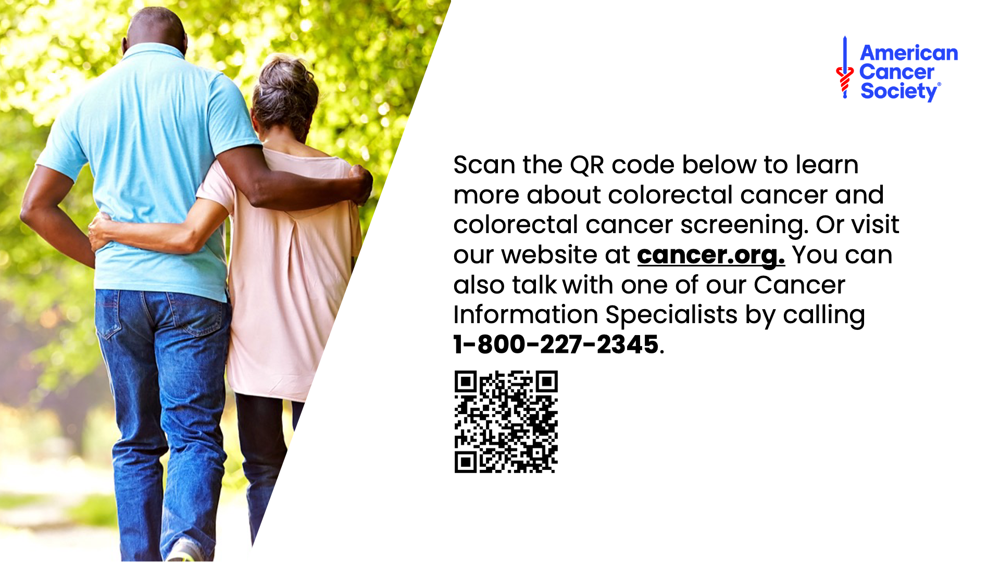 American
Cancer
Society®
Scan the QR code below to learn
more about colorectal cancer and
colorectal cancer screening. Or visit
our website at cancer.org. You can
also talk with one of our Cancer
Information Specialists by calling
1-800-227-2345.